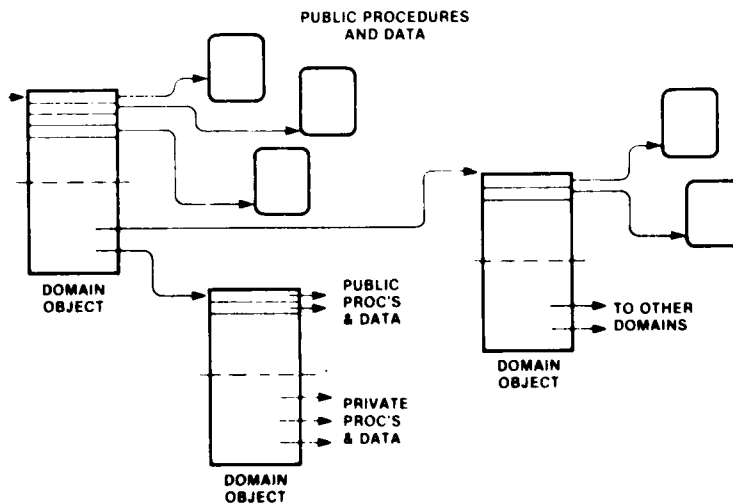 PUBLIC PROCEDURES
AND DATA
DOMAIN
OBJECT
PUBLIC
PROC'S
& DATA
TO OTHER
DOMAINS
DOMAIN
OBJECT
PRIVATE
PROC'S
& DATA
DOMAIN
OBJECT